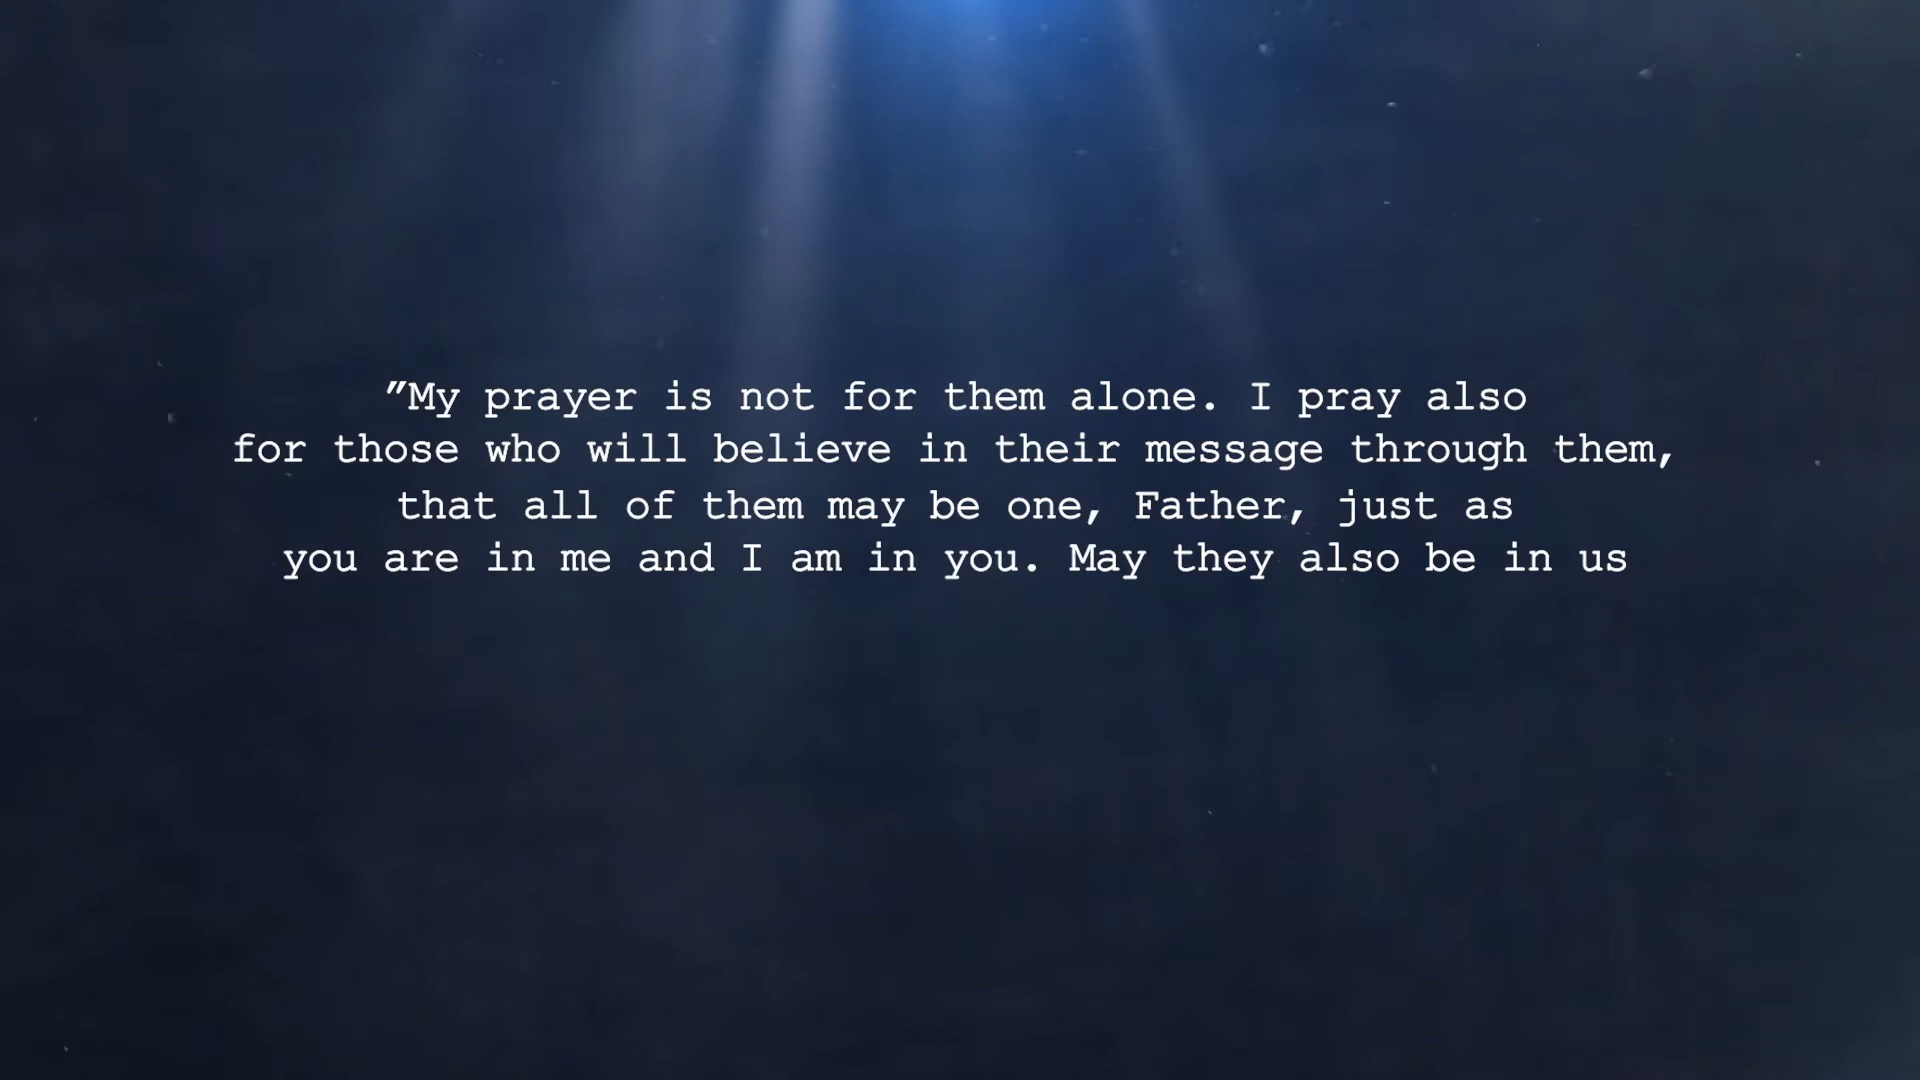 "My prayer is not for them alone. I pray also
for those who will believe in their message through them,
that all of them may be one, Father, just as
you are in me and I am in you. May they also be in us